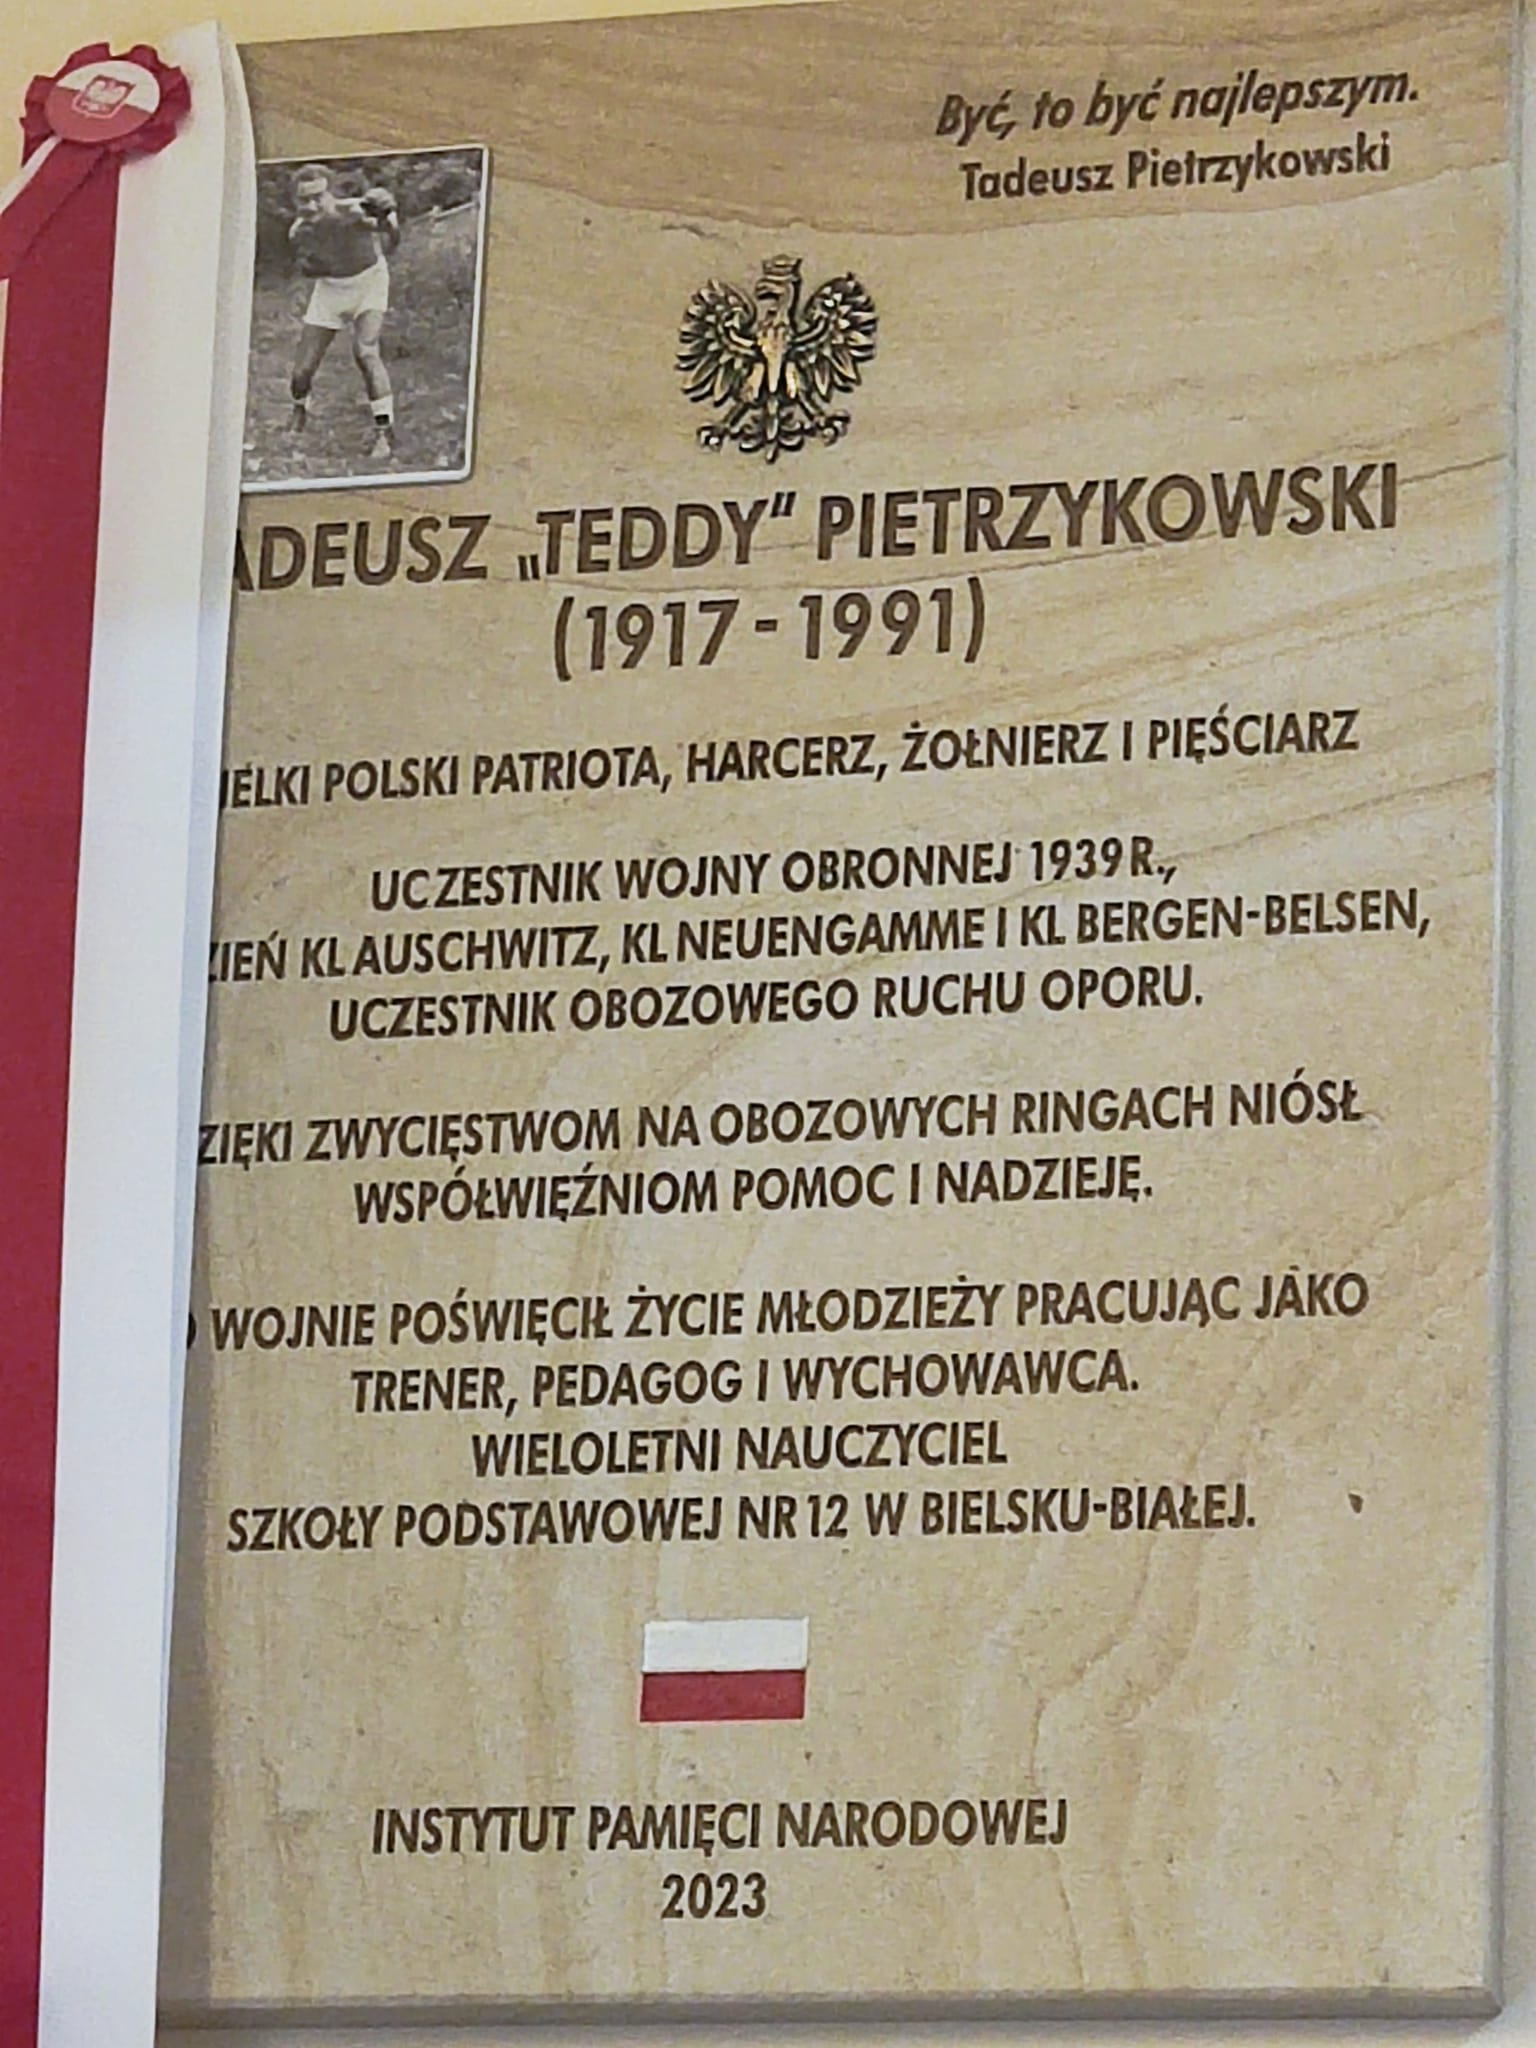 Być, to być najlepszym.
Tadeusz Pietrzykowski
ADEUSZ „TEDDY” PIETRZYKOWSKI
(1917 - 1991)
IELKI POLSKI PATRIOTA, HARCERZ, ŻOŁNIERZ I PIĘŚCIARZ
UCZESTNIK WOJNY OBRONNEJ 1939 R.,
ZIEŃ KL AUSCHWITZ, KL NEUENGAMME I KL BERGEN-BELSEN,
UCZESTNIK OBOZOWEGO RUCHU OPORU.
ZIĘKI ZWYCIĘSTWOM NA OBOZOWYCH RINGACH NIÓSŁ
WSPÓŁWIĘŹNIOM POMOC I NADZIEJĘ.
WOJNIE POŚWIĘCIŁ ŻYCIE MŁODZIEŻY PRACUJĄC JAKO
TRENER, PEDAGOG I WYCHOWAWCA.
WIELOLETNI NAUCZYCIEL
SZKOŁY PODSTAWOWEJ NR 12 W BIELSKU-BIAŁEJ.
INSTYTUT PAMIĘCI NARODOWEJ
2023